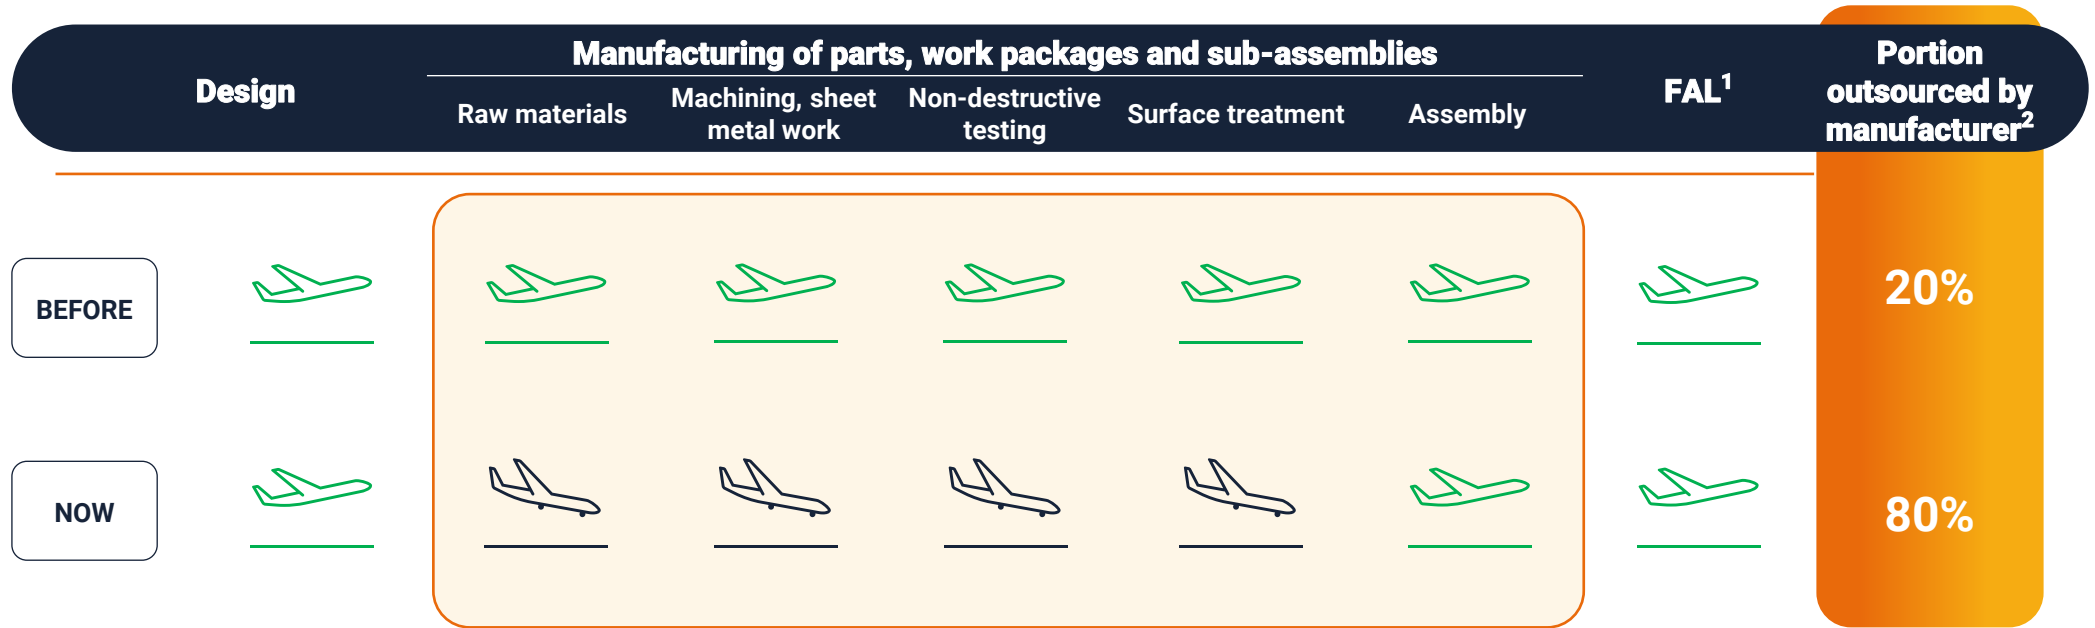 Manufacturing of parts, work packages and sub-assemblies
Design
Raw materials
Machining, sheet
metal work
Non-destructive
testing
Surface treatment
Assembly
FAL¹
Portion
outsourced by
manufacturer²
BEFORE
20%
NOW
80%